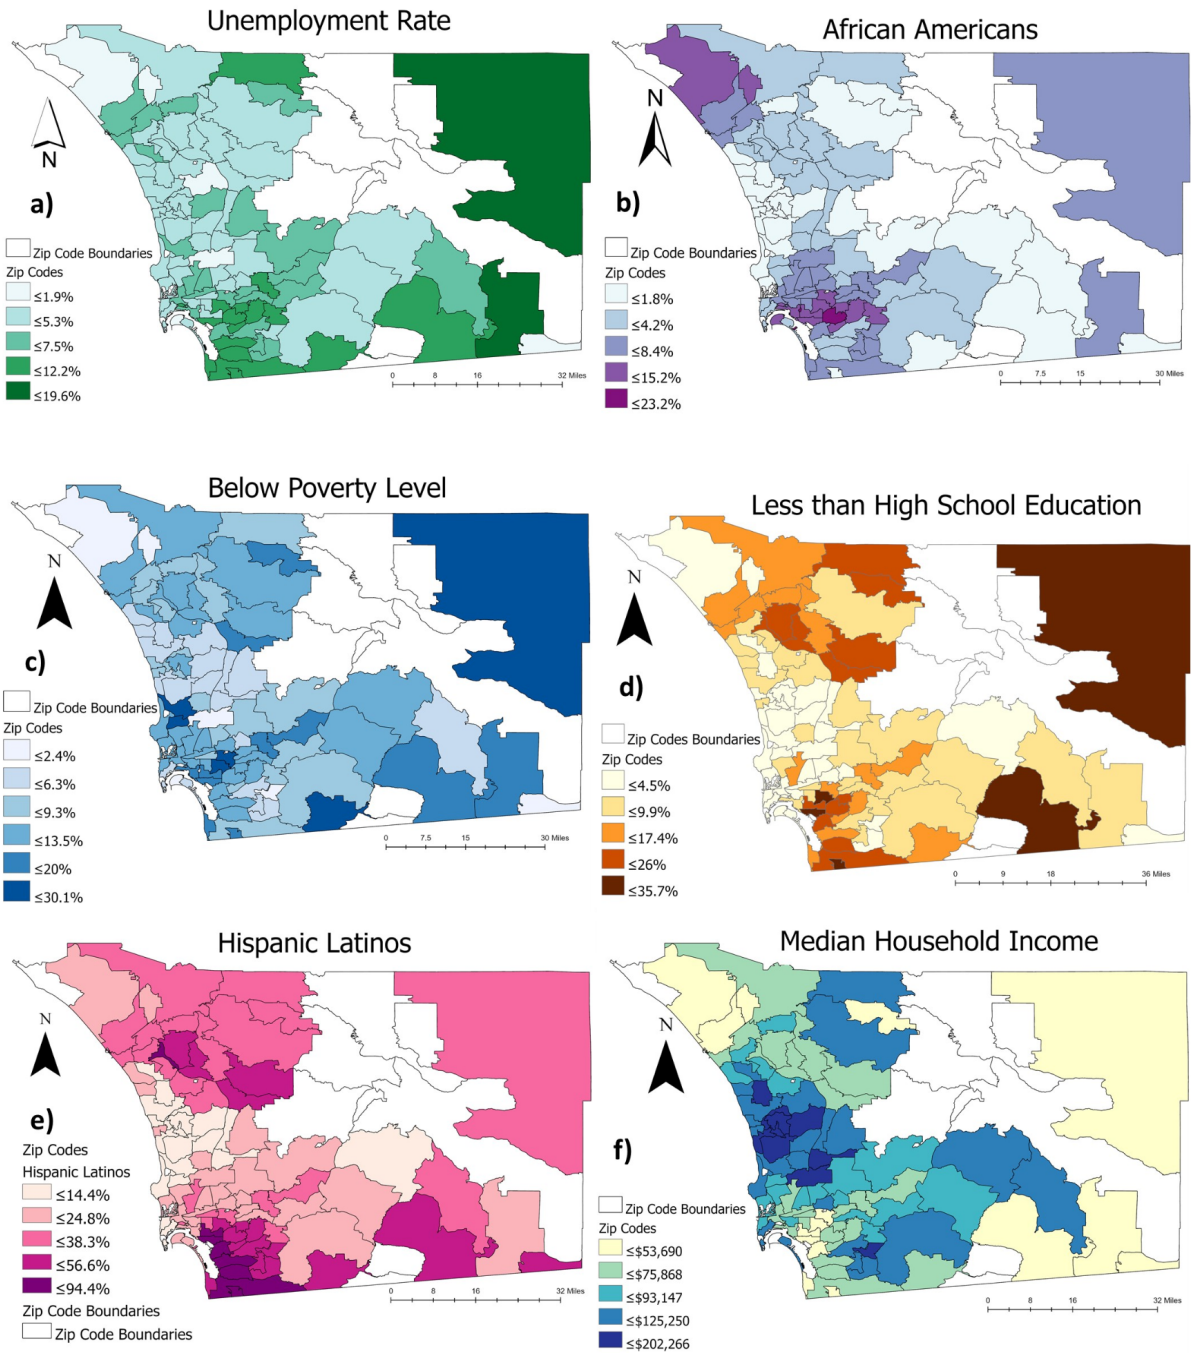 Unemployment Rate
N
a)
Zip Code Boundaries
Zip Codes
≤1.9%
≤5.3%
≤7.5%
≤12.2%
≤19.6%
0 8 16 32 Miles
African Americans
N
b)
Zip Code Boundaries
Zip Codes
≤1.8%
≤4.2%
≤8.4%
≤15.2%
≤23.2%
0 7.5 15 30 Miles
Below Poverty Level
N
c)
Zip Code Boundaries
Zip Codes
≤2.4%
≤6.3%
≤9.3%
≤13.5%
≤20%
≤30.1%
0 7.5 15 30 Miles
Less than High School Education
N
d)
Zip Codes Boundaries
Zip Codes
≤4.5%
≤9.9%
≤17.4%
≤26%
≤35.7%
0 9 18 36 Miles
Hispanic Latinos
N
e)
Zip Codes
Hispanic Latinos
≤14.4%
≤24.8%
≤38.3%
≤56.6%
≤94.4%
Zip Code Boundaries
Zip Code Boundaries
0 8 16 32 Miles
Median Household Income
N
f)
Zip Code Boundaries
Zip Codes
≤$53,690
≤$75,868
≤$93,147
≤$125,250
≤$202,266
0 8 16 32 Miles